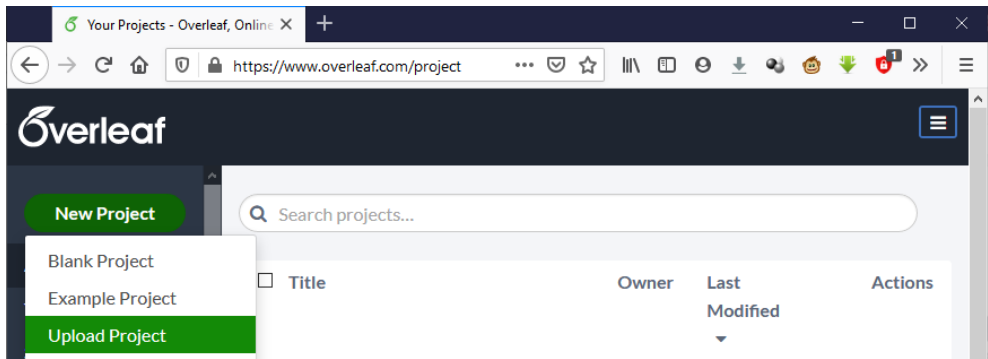 Your Projects - Overleaf, Online
https://www.overleaf.com/project
1
Overleaf
New Project
Search projects...
Blank Project
Example Project
Upload Project
Title
Owner
Last
Modified
Actions